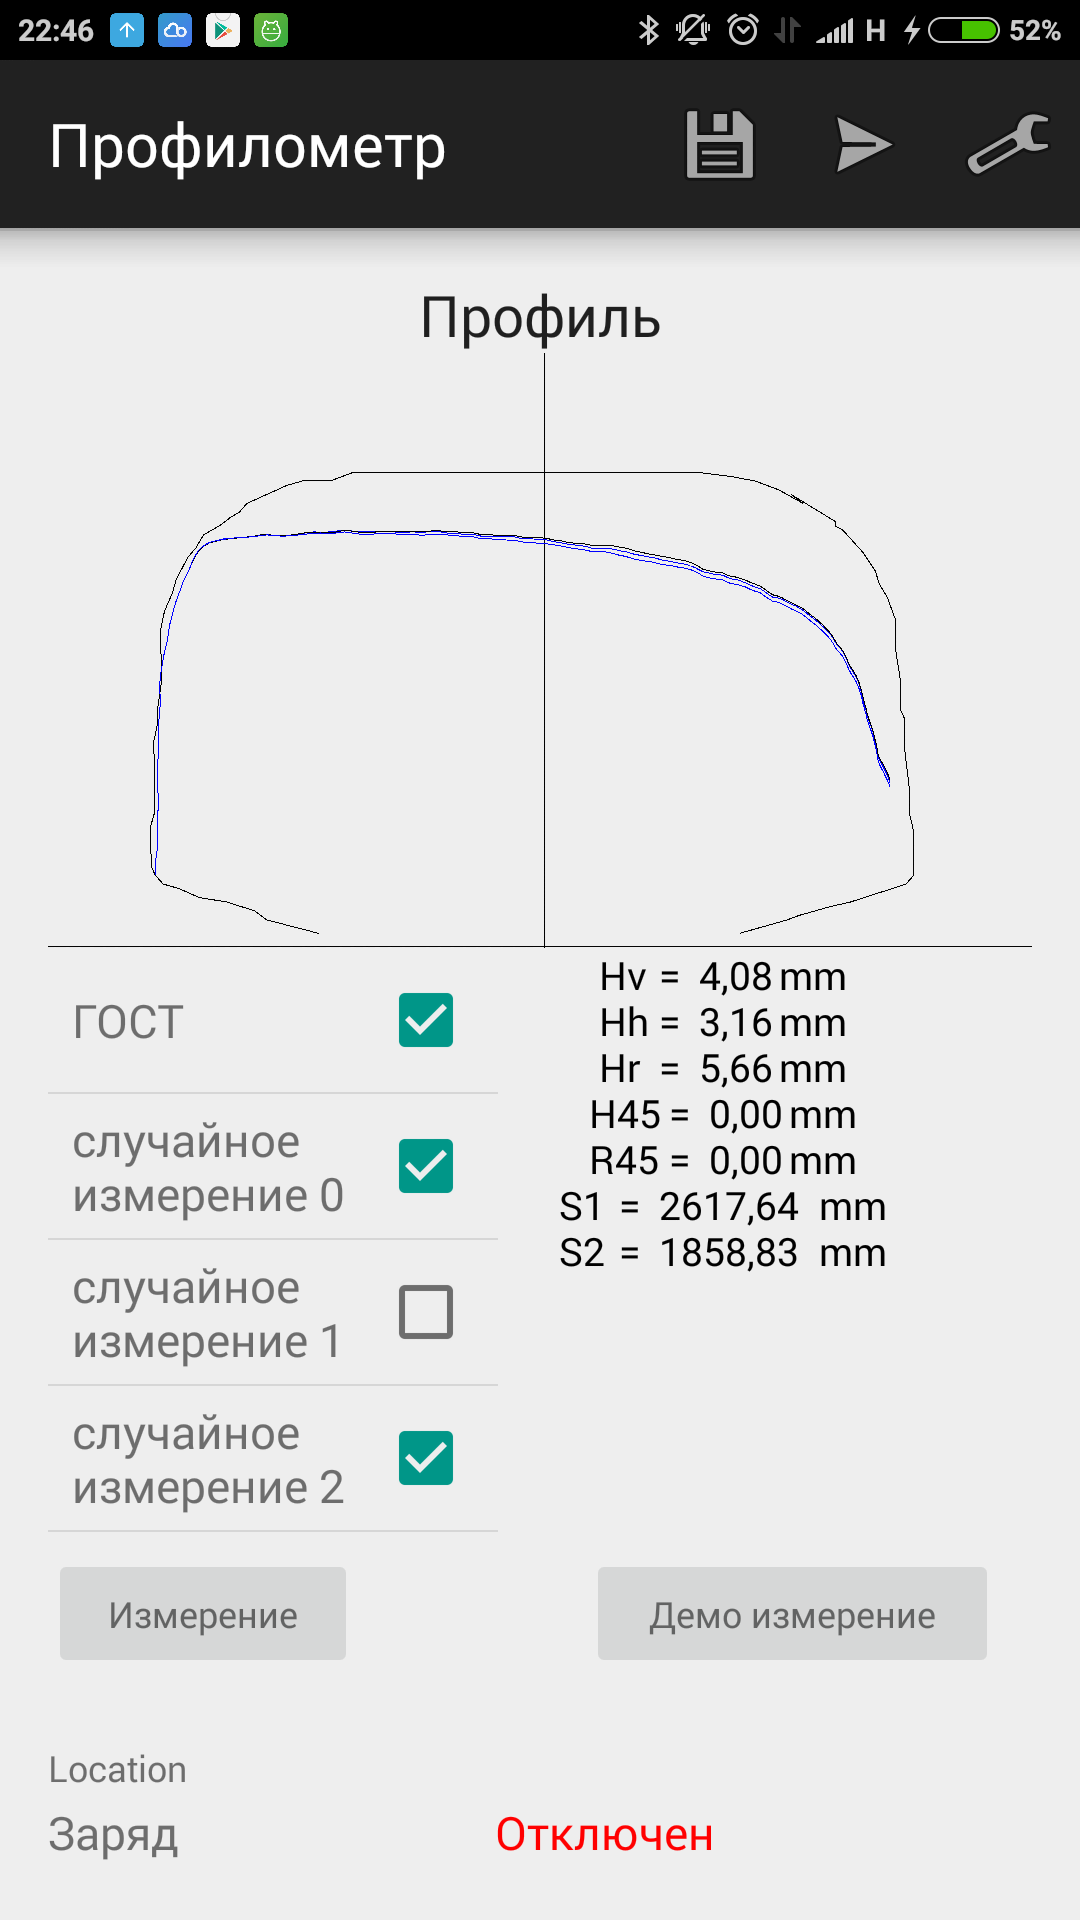 22:46 H 52%
Профилометр
Профиль
Hv = 4,08 mm
Hh = 3,16 mm
Hr = 5,66 mm
H45 = 0,00 mm
R45 = 0,00 mm
S1 = 2617,64 mm
S2 = 1858,83 mm
ГОСТ
случайное
измерение 0
случайное
измерение 1
случайное
измерение 2
Измерение
Демо измерение
Location
Заряд
Отключен